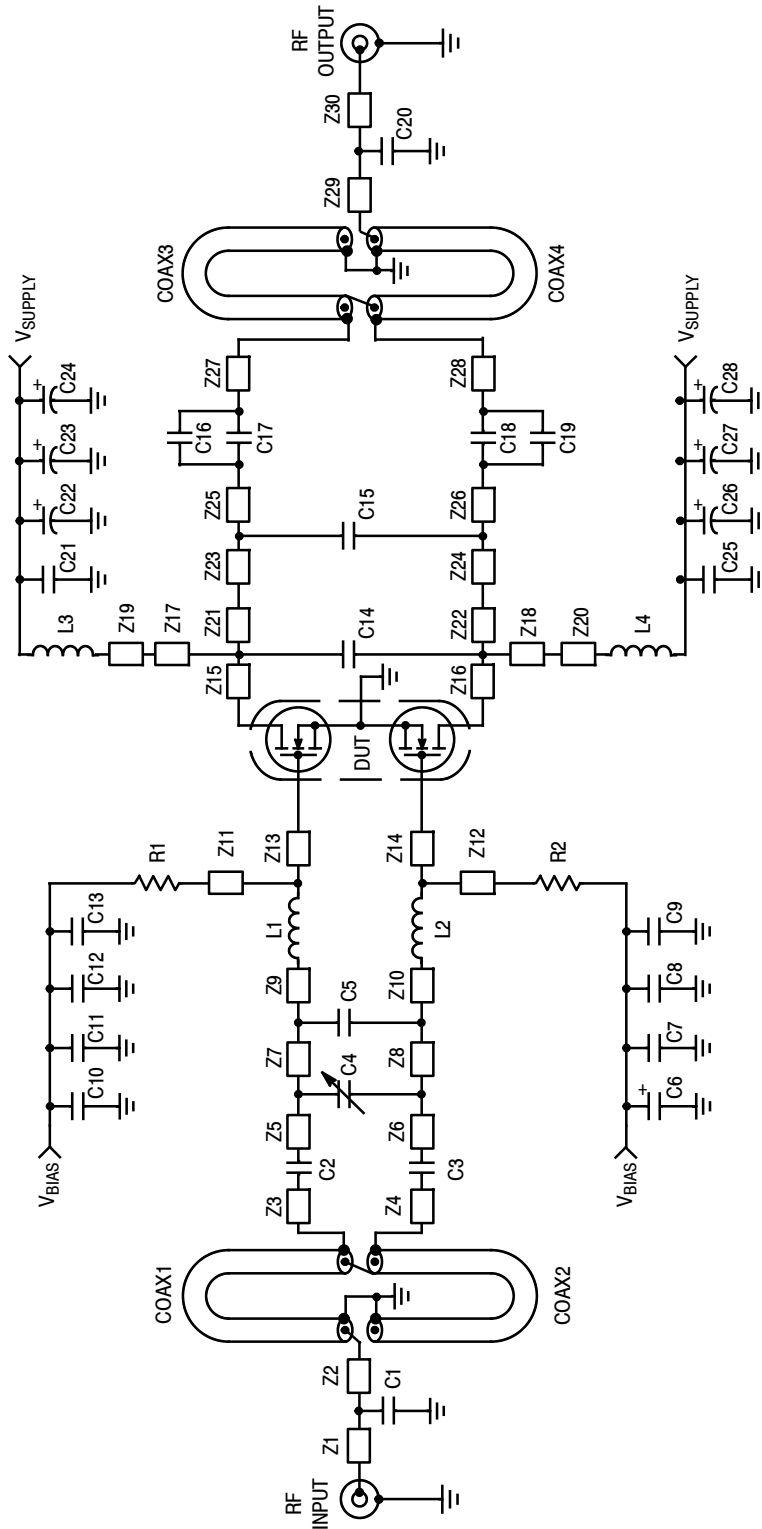 RF
INPUT
Z1
C1
Z2
COAX1
COAX2
Z3
Z4
C2
C3
Z5
Z6
C4
Z7
Z8
C5
Z9
Z10
L1
L2
VBIAS
C10
C11
C12
C13
R1
Z11
VBIAS
+
C6
C7
C8
C9
R2
Z12
Z13
Z14
DUT
Z15
Z16
Z17
Z19
L3
Z18
Z20
L4
C14
Z21
Z22
Z23
Z24
C15
Z25
Z26
C16
C17
C18
C19
Z27
Z28
C21
+
C22
+
C23
+
C24
VSUPPLY
C25
+
C26
+
C27
+
C28
VSUPPLY
COAX3
COAX4
Z29
C20
Z30
RF
OUTPUT